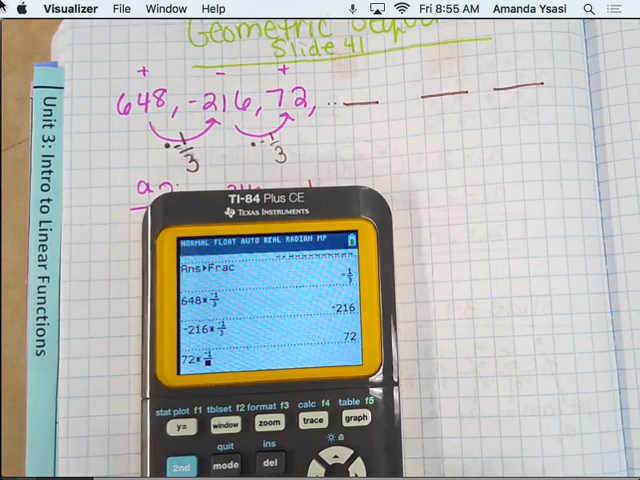 Visualizer File Window Help Fri 8:55 AM Amanda Ysasi
Geometric
Slide 41
+ - +
648, -216, 72, ...
• -1/3 • -1/3
Unit 3: Intro to Linear Functions
TI-84 Plus CE
TEXAS INSTRUMENTS
NORMAL FLOAT AUTO REAL RADIAN MP
Ans►Frac
-1/3
648*-1/3
-216
-216*-1/3
72
72*-1/
stat plot f1 tblset f2 format f3 calc f4 table f5
y= window zoom trace graph
quit ins
2nd mode del